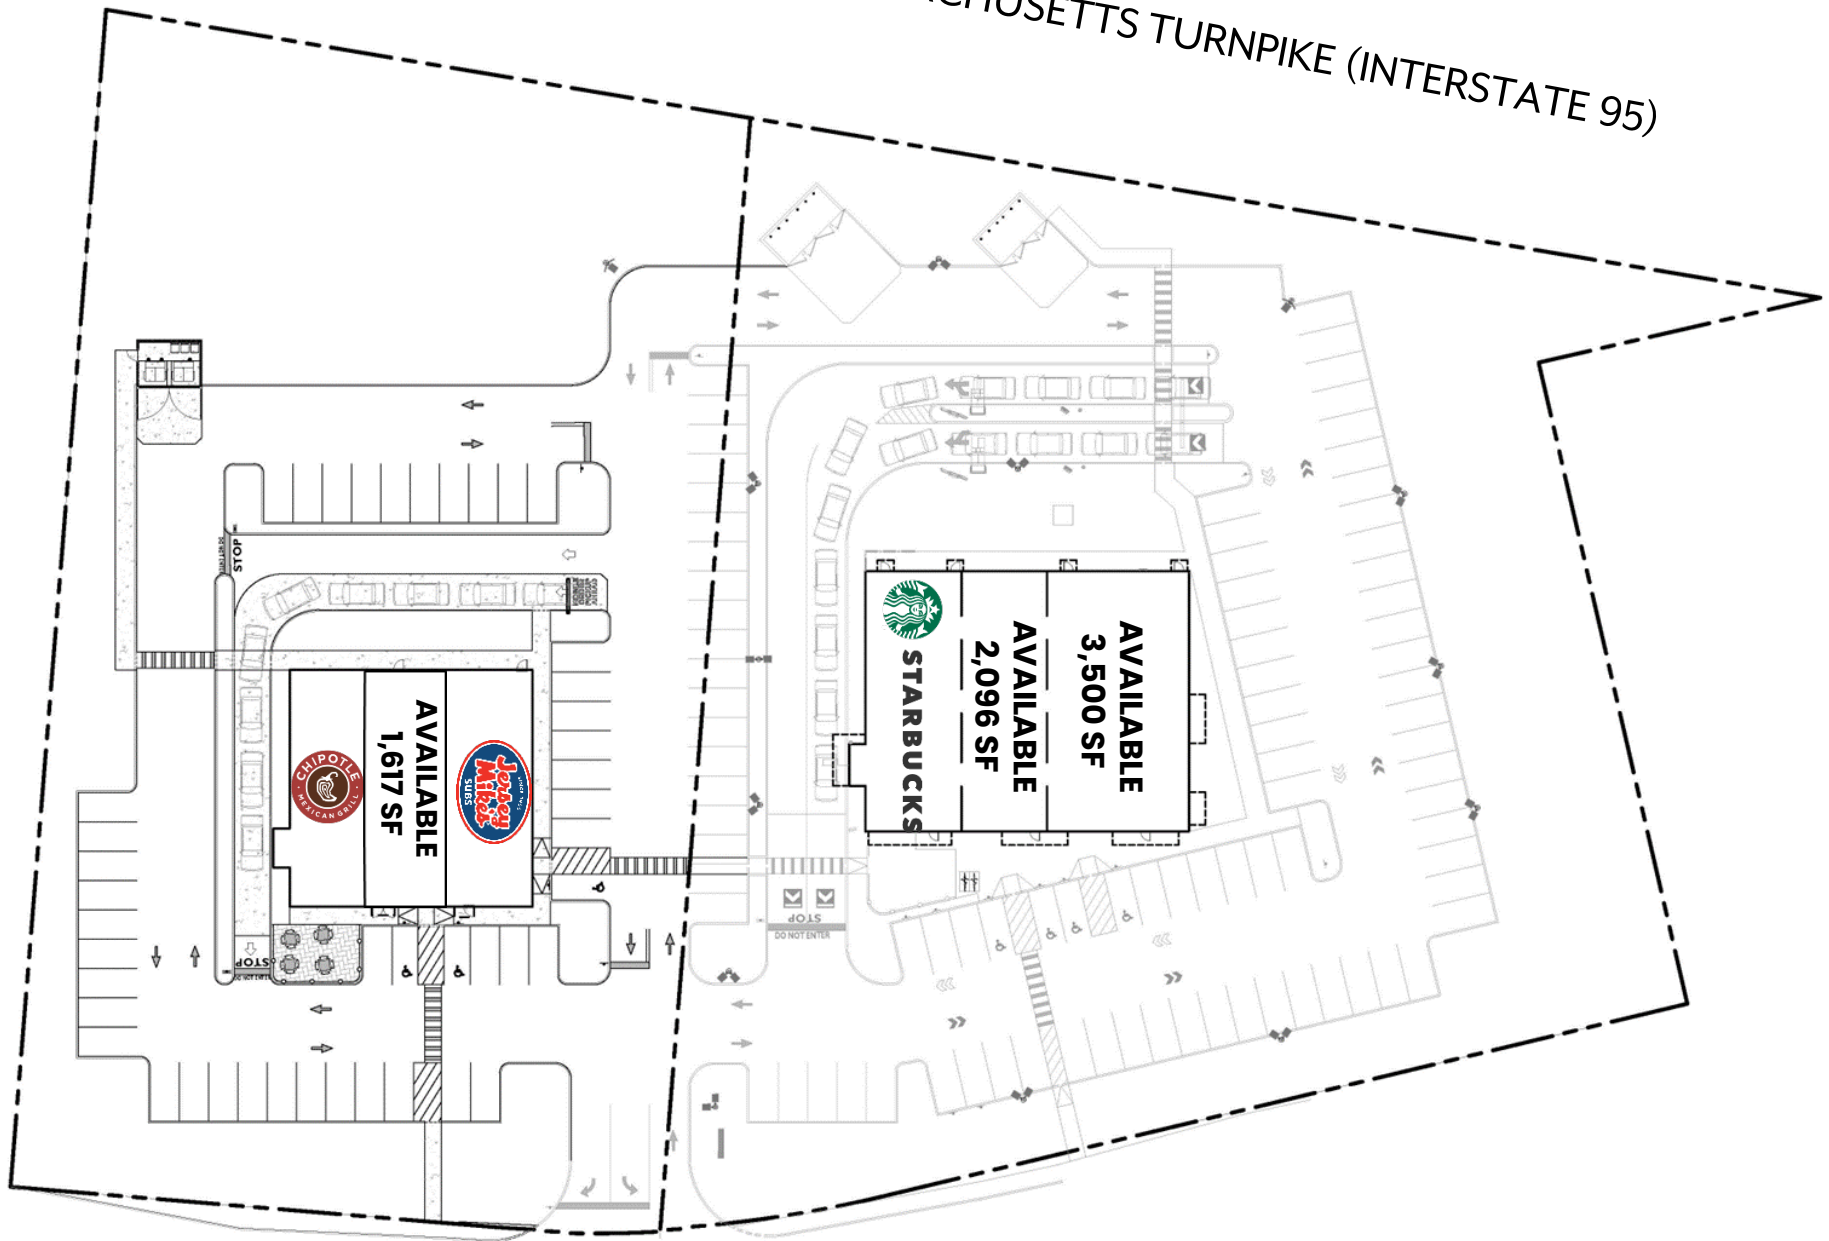 CHUSETTS TURNPIKE (INTERSTATE 95)
STOP
AVAILABLE
3,500 SF
AVAILABLE
2,096 SF
STARBUCKS
Jersey
Mike's
SUBS
AVAILABLE
1,617 SF
CHIPOTLE
MEXICAN GRILL
STOP
DO NOT ENTER
STOP